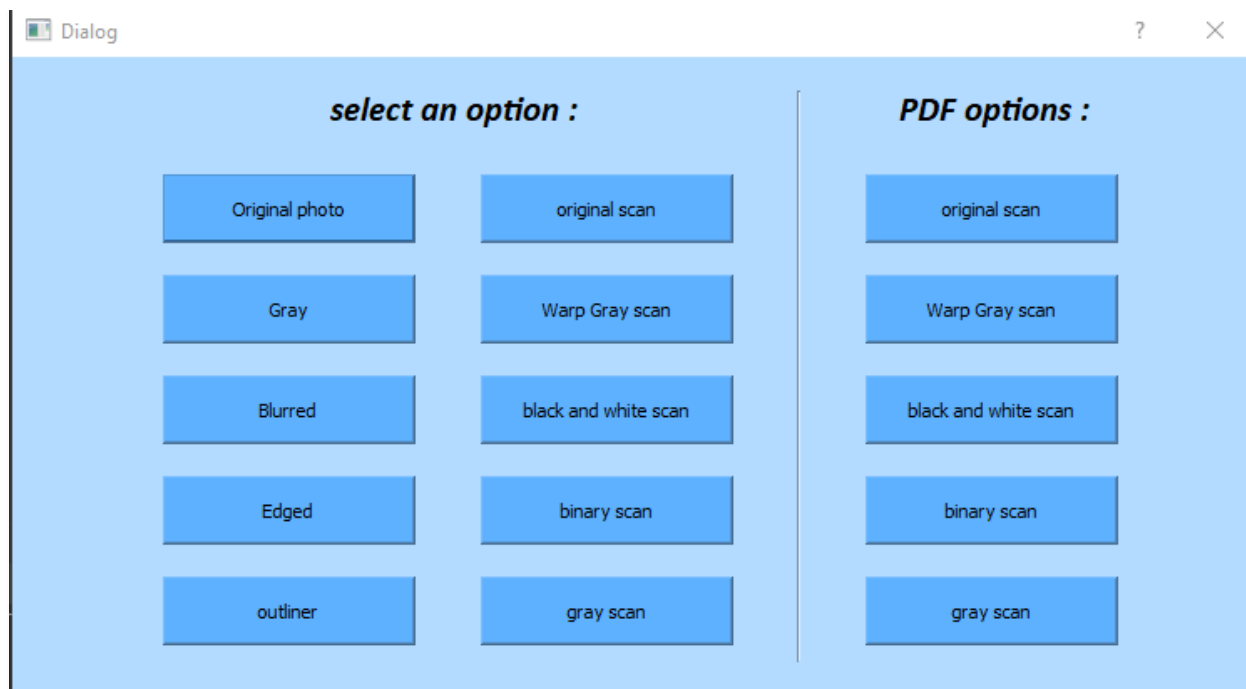 Dialog
?
select an option :
PDF options :
Original photo
original scan
original scan
Gray
Warp Gray scan
Warp Gray scan
Blurred
black and white scan
black and white scan
Edged
binary scan
binary scan
outliner
gray scan
gray scan